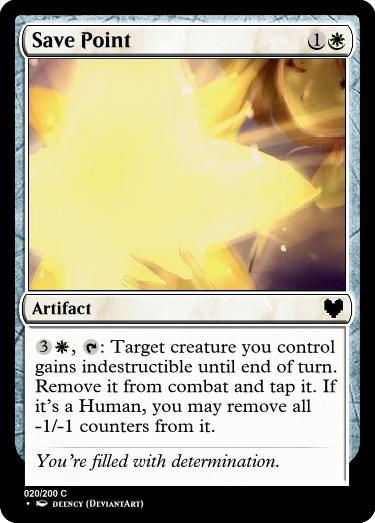 Save Point 1
Artifact
3, : Target creature you control
gains indestructible until end of turn.
Remove it from combat and tap it. If
it's a Human, you may remove all
-1/-1 counters from it.
You're filled with determination.
020/200 C
• DEENCY (DEVIANTART)